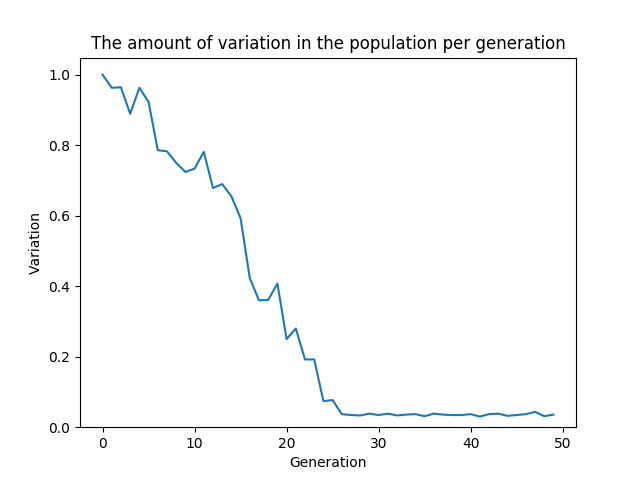 The amount of variation in the population per generation
1.0
0.8
0.6
0.4
0.2
0.0
Variation
0 10 20 30 40 50
Generation